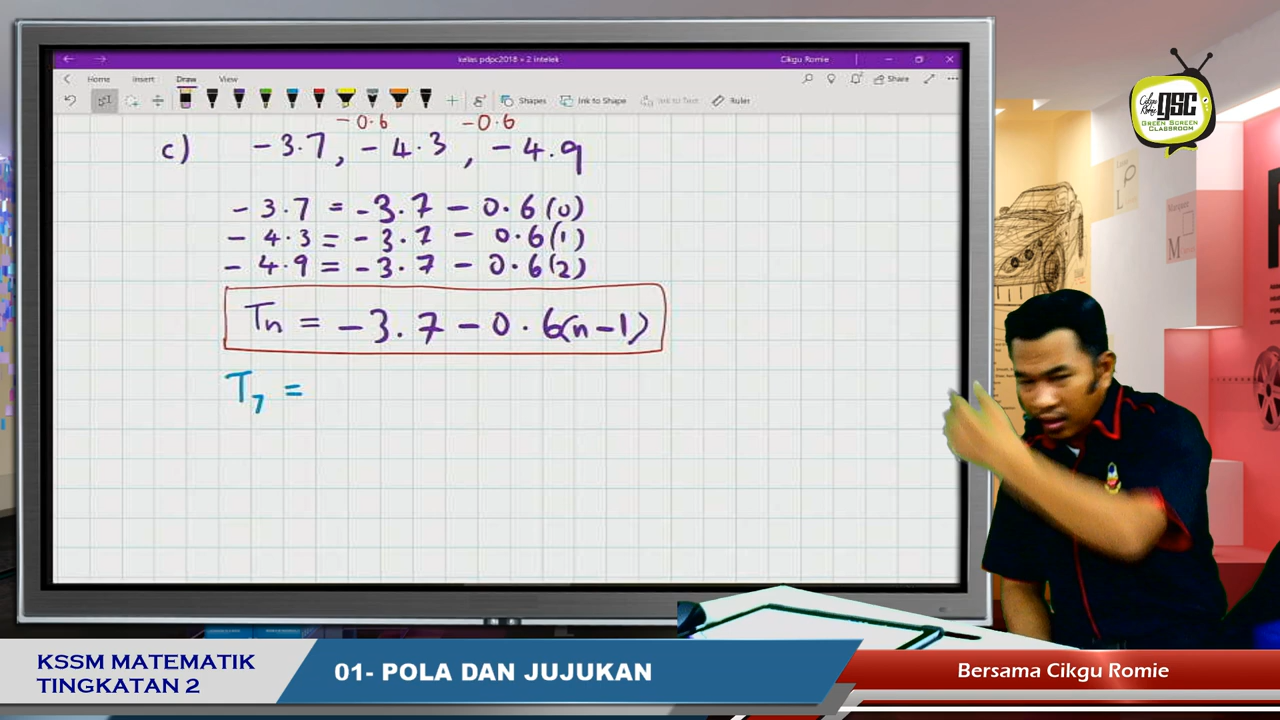 kelas pdpc2018 » 2 intelek
Cikgu Romie
Home Insert Draw View
Share
Shapes Ink to Shape Ink to Text Ruler
- 0.6 - 0.6
c) - 3.7, - 4.3, - 4.9
- 3.7 = -3.7 - 0.6(0)
- 4.3 = -3.7 - 0.6(1)
- 4.9 = -3.7 - 0.6(2)
Tn = -3.7 - 0.6(n-1)
T7 =
Cikgu Romie GSC
GREEN SCREEN
CLASSROOM
P
L
M
KSSM MATEMATIK
TINGKATAN 2
01- POLA DAN JUJUKAN
Bersama Cikgu Romie